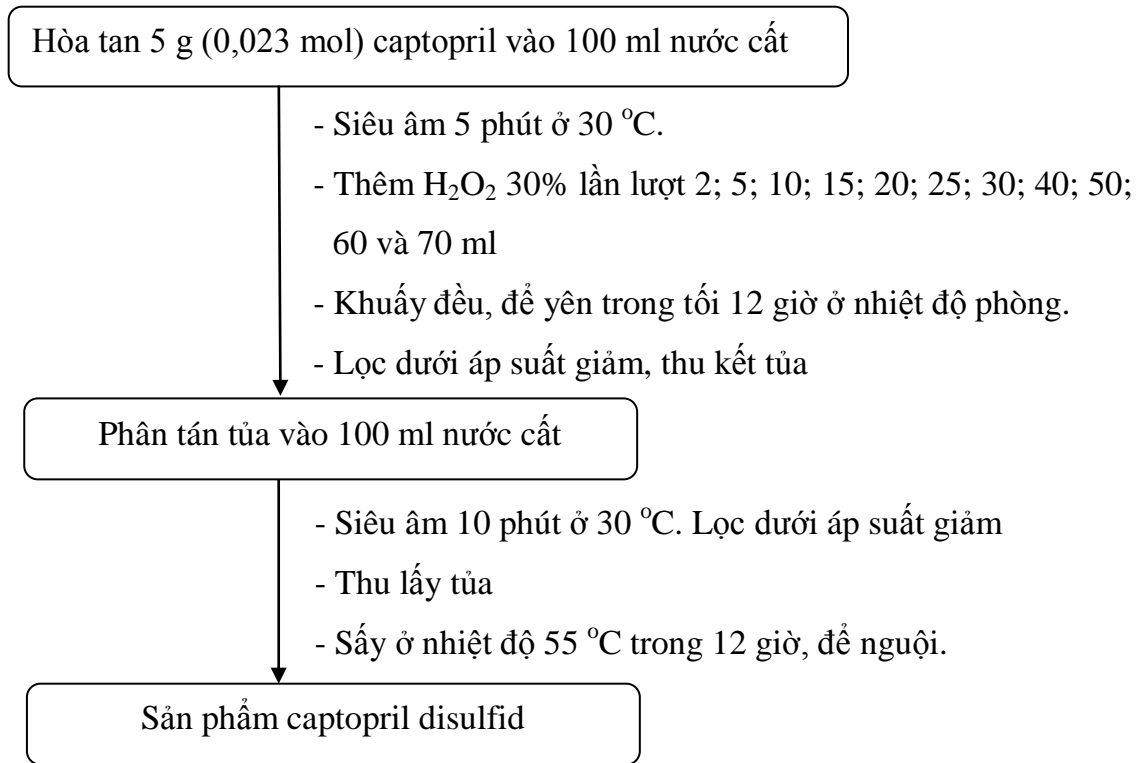 Hòa tan 5 g (0,023 mol) captopril vào 100 ml nước cất
- Siêu âm 5 phút ở 30 °C.
- Thêm H₂O₂ 30% lần lượt 2; 5; 10; 15; 20; 25; 30; 40; 50;
60 và 70 ml
- Khuấy đều, để yên trong tối 12 giờ ở nhiệt độ phòng.
- Lọc dưới áp suất giảm, thu kết tủa
Phân tán tủa vào 100 ml nước cất
- Siêu âm 10 phút ở 30 °C. Lọc dưới áp suất giảm
- Thu lấy tủa
- Sấy ở nhiệt độ 55 °C trong 12 giờ, để nguội.
Sản phẩm captopril disulfid